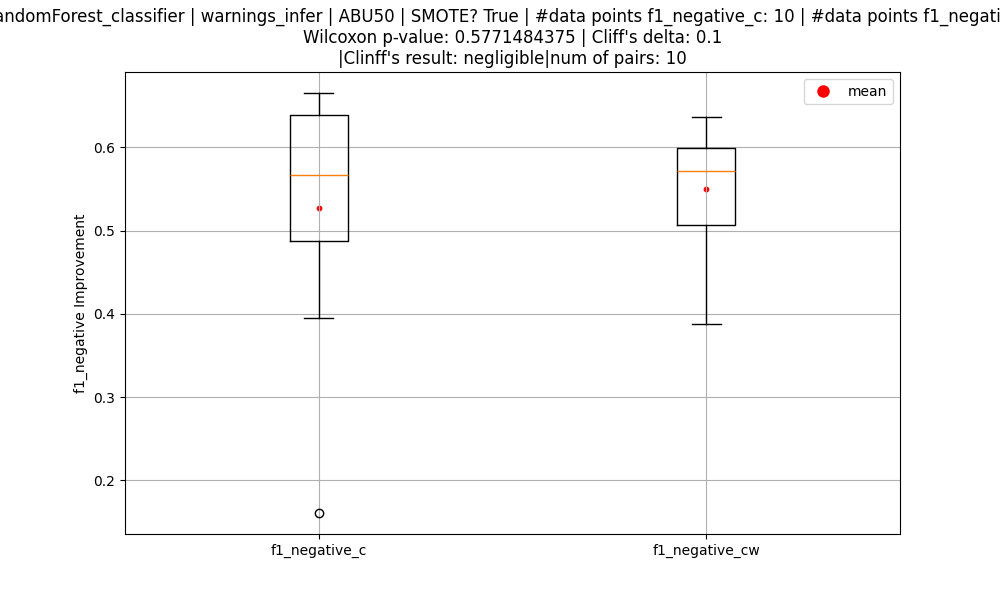 andomForest_classifier | warnings_infer | ABU50 | SMOTE? True | #data points f1_negative_c: 10 | #data points f1_negati
Wilcoxon p-value: 0.5771484375 | Cliff's delta: 0.1
|Clinff's result: negligible|num of pairs: 10
mean
0.6
0.5
0.4
0.3
0.2
f1_negative Improvement
f1_negative_c
f1_negative_cw